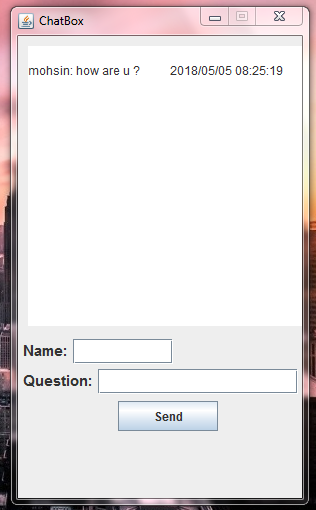 ChatBox
mohsin: how are u ? 2018/05/05 08:25:19
Name:
Question:
Send